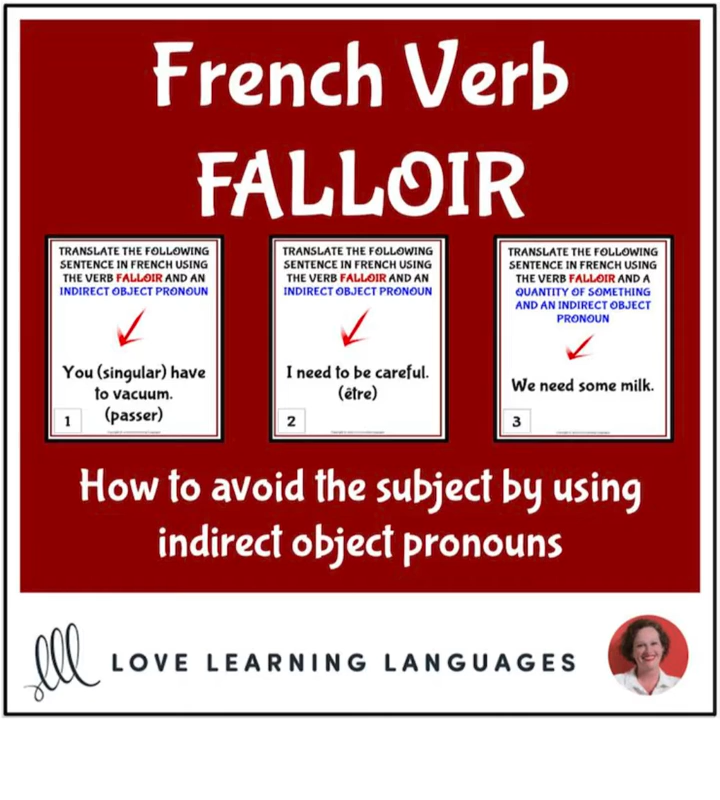 French Verb
FALLOIR
TRANSLATE THE FOLLOWING
SENTENCE IN FRENCH USING
THE VERB FALLOIR AND AN
INDIRECT OBJECT PRONOUN
You (singular) have
to vacuum.
(passer)
1
TRANSLATE THE FOLLOWING
SENTENCE IN FRENCH USING
THE VERB FALLOIR AND AN
INDIRECT OBJECT PRONOUN
I need to be careful.
(être)
2
TRANSLATE THE FOLLOWING
SENTENCE IN FRENCH USING
THE VERB FALLOIR AND A
QUANTITY OF SOMETHING
AND AN INDIRECT OBJECT
PRONOUN
We need some milk.
3
How to avoid the subject by using
indirect object pronouns
lll LOVE LEARNING LANGUAGES